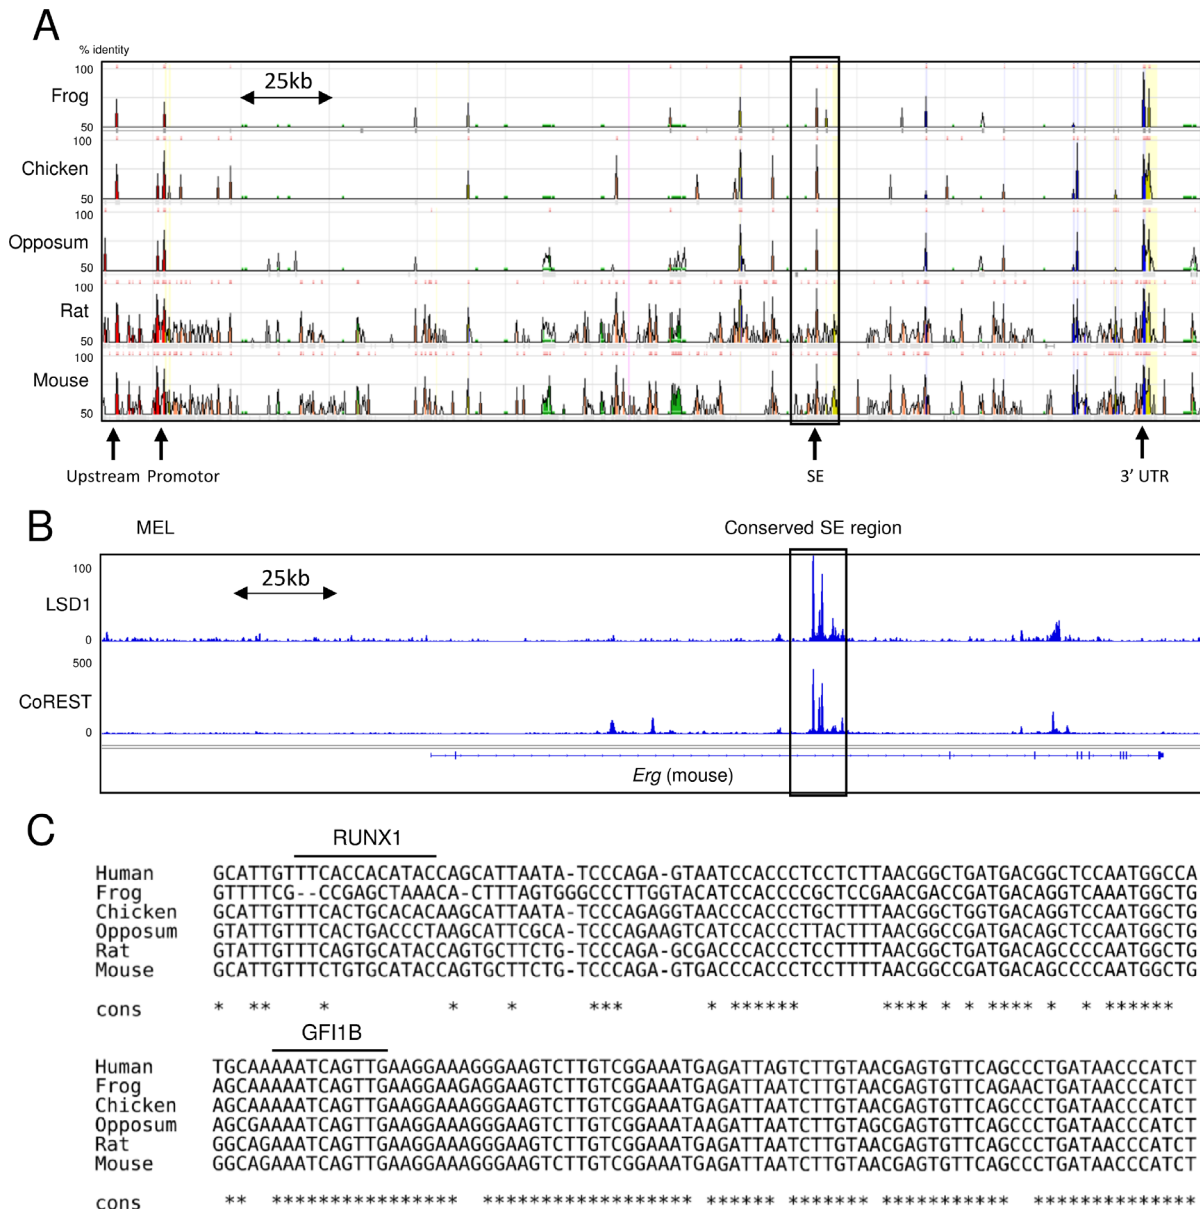 A
% identity
100
Frog
50
25kb
100
Chicken
50
100
Opposum
50
100
Rat
50
100
Mouse
50
Upstream Promotor SE 3' UTR
B
MEL Conserved SE region
25kb
100
LSD1
0
500
CoREST
0
Erg (mouse)
C
RUNX1
Human GCATTGTTTCACCACATACCAGCATTAATA-TCCCAGA-GTAATCCACCCTCCTCTTAACGGCTGATGACGGCTCCAATGGCCA
Frog GTTTTCG--CCGAGCTAAACA-CTTTAGTGGGCCCTTGGTACATCCACCCCCGCTCCGAACGACCGATGACAGGTCAAATGGCTG
Chicken GCATTGTTTCACTGCACACAAGCATTAATA-TCCCAGAGGTAACCCACCCTGCTTTTAACGGCTGGTGACAGGTCCAATGGCTG
Opposum GTATTGTTTCACTGACCCTAAGCATTCGCA-TCCCAGAAGTCATCCACCCTTACTTTAACGGCCGATGACAGCTCCAATGGCTG
Rat GTATTGTTTCAGTGCATACCAGTGCTTCTG-TCCCAGA-GCGACCCACCCTCCTTTTAACGGCTGATGACAGCCCCAATGGCTG
Mouse GCATTGTTTCTGTGCATACCAGTGCTTCTG-TCCCAGA-GTGACCCACCCTCCTTTTAACGGCCGATGACAGCCCCAATGGCTG
cons * ** * * * *** * ****** **** * * **** * * ******
GFI1B
Human TGCAAAAATCAGTTGAAGGAAAGGGAAGTCTTGTCGGAAATGAGATTAGTCTTGTAACGAGTGTTCAGCCCTGATAACCCATCT
Frog AGCAAAAATCAGTTGAAGGAAGAGGAAGTCTTGTCGGAAATGAGATTAATCTTGTAACGAGTGTTCAGAACTGATAACCCATCT
Chicken AGCAAAAATCAGTTGAAGGAAAGGGAAGTCTTGTCGGAAATGAGATTAATCTTGTAACGAGTGTTCAGCCCTGATAACCCATCT
Opposum AGCGAAAATCAGTTGAAGGAAAGGGAAGTCTTGTCGGAAATAAGATTAATCTTGTAGCGAGTGTTCAGCCCTGATAACCCATCT
Rat GGCAGAAATCAGTTGAAGGAAAGGGAAGTCTTGTCGGAAATGAGATTAATCTTGTAACGAGTGTTCAGCCCTGATAACCCATCT
Mouse GGCAGAAATCAGTTGAAGGAAAGGGAAGTCTTGTCGGAAATGAGATTAATCTTGTAACGAGTGTTCAGCCCTGATAACCCATCT
cons ** **************** ****************** ****** ******* *********** **************